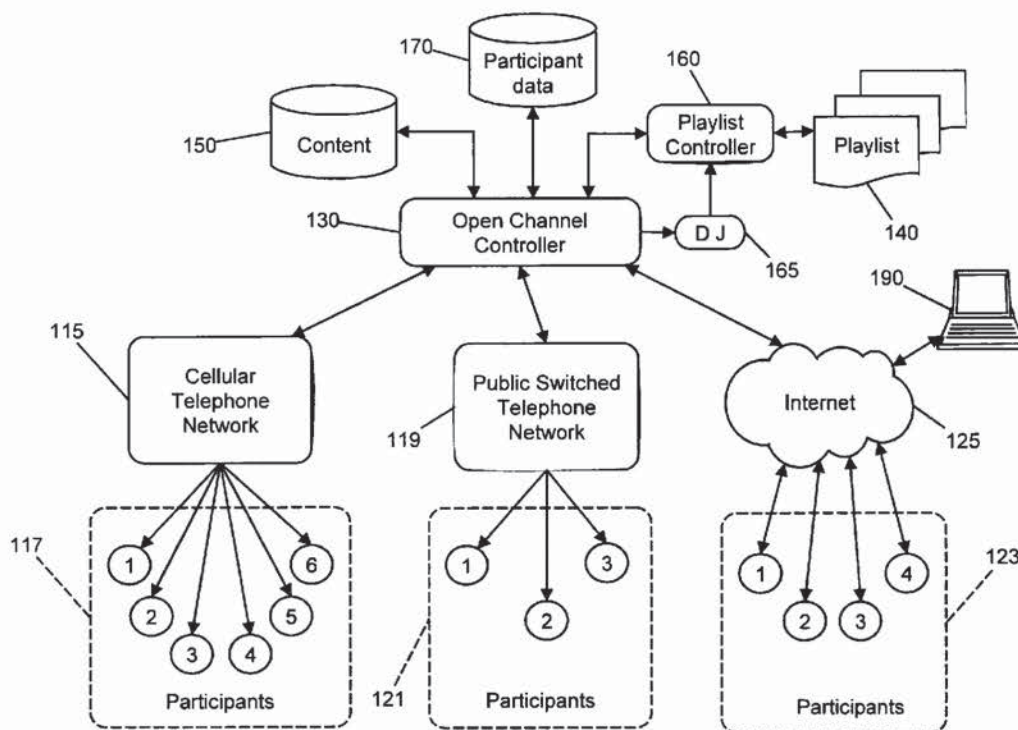 170
Participant
data
160
Playlist
Controller
Playlist
140
150
Content
130
Open Channel
Controller
D J
165
190
115
Cellular
Telephone
Network
119
Public Switched
Telephone
Network
Internet
125
117
1
2
3
4
5
6
Participants
121
1
2
3
Participants
123
1
2
3
4
Participants